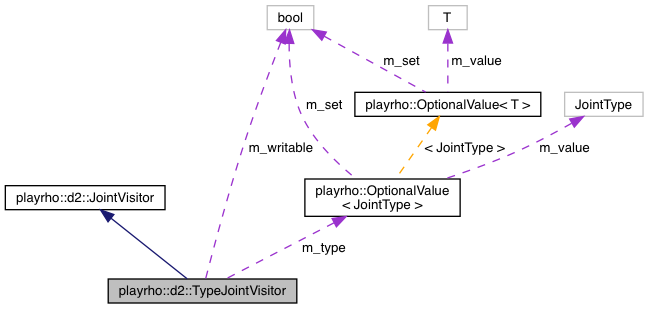 bool
T
m_set
m_value
playrho::OptionalValue< T >
JointType
m_set
m_writable
< JointType >
m_value
playrho::d2::JointVisitor
playrho::OptionalValue
< JointType >
m_type
playrho::d2::TypeJointVisitor